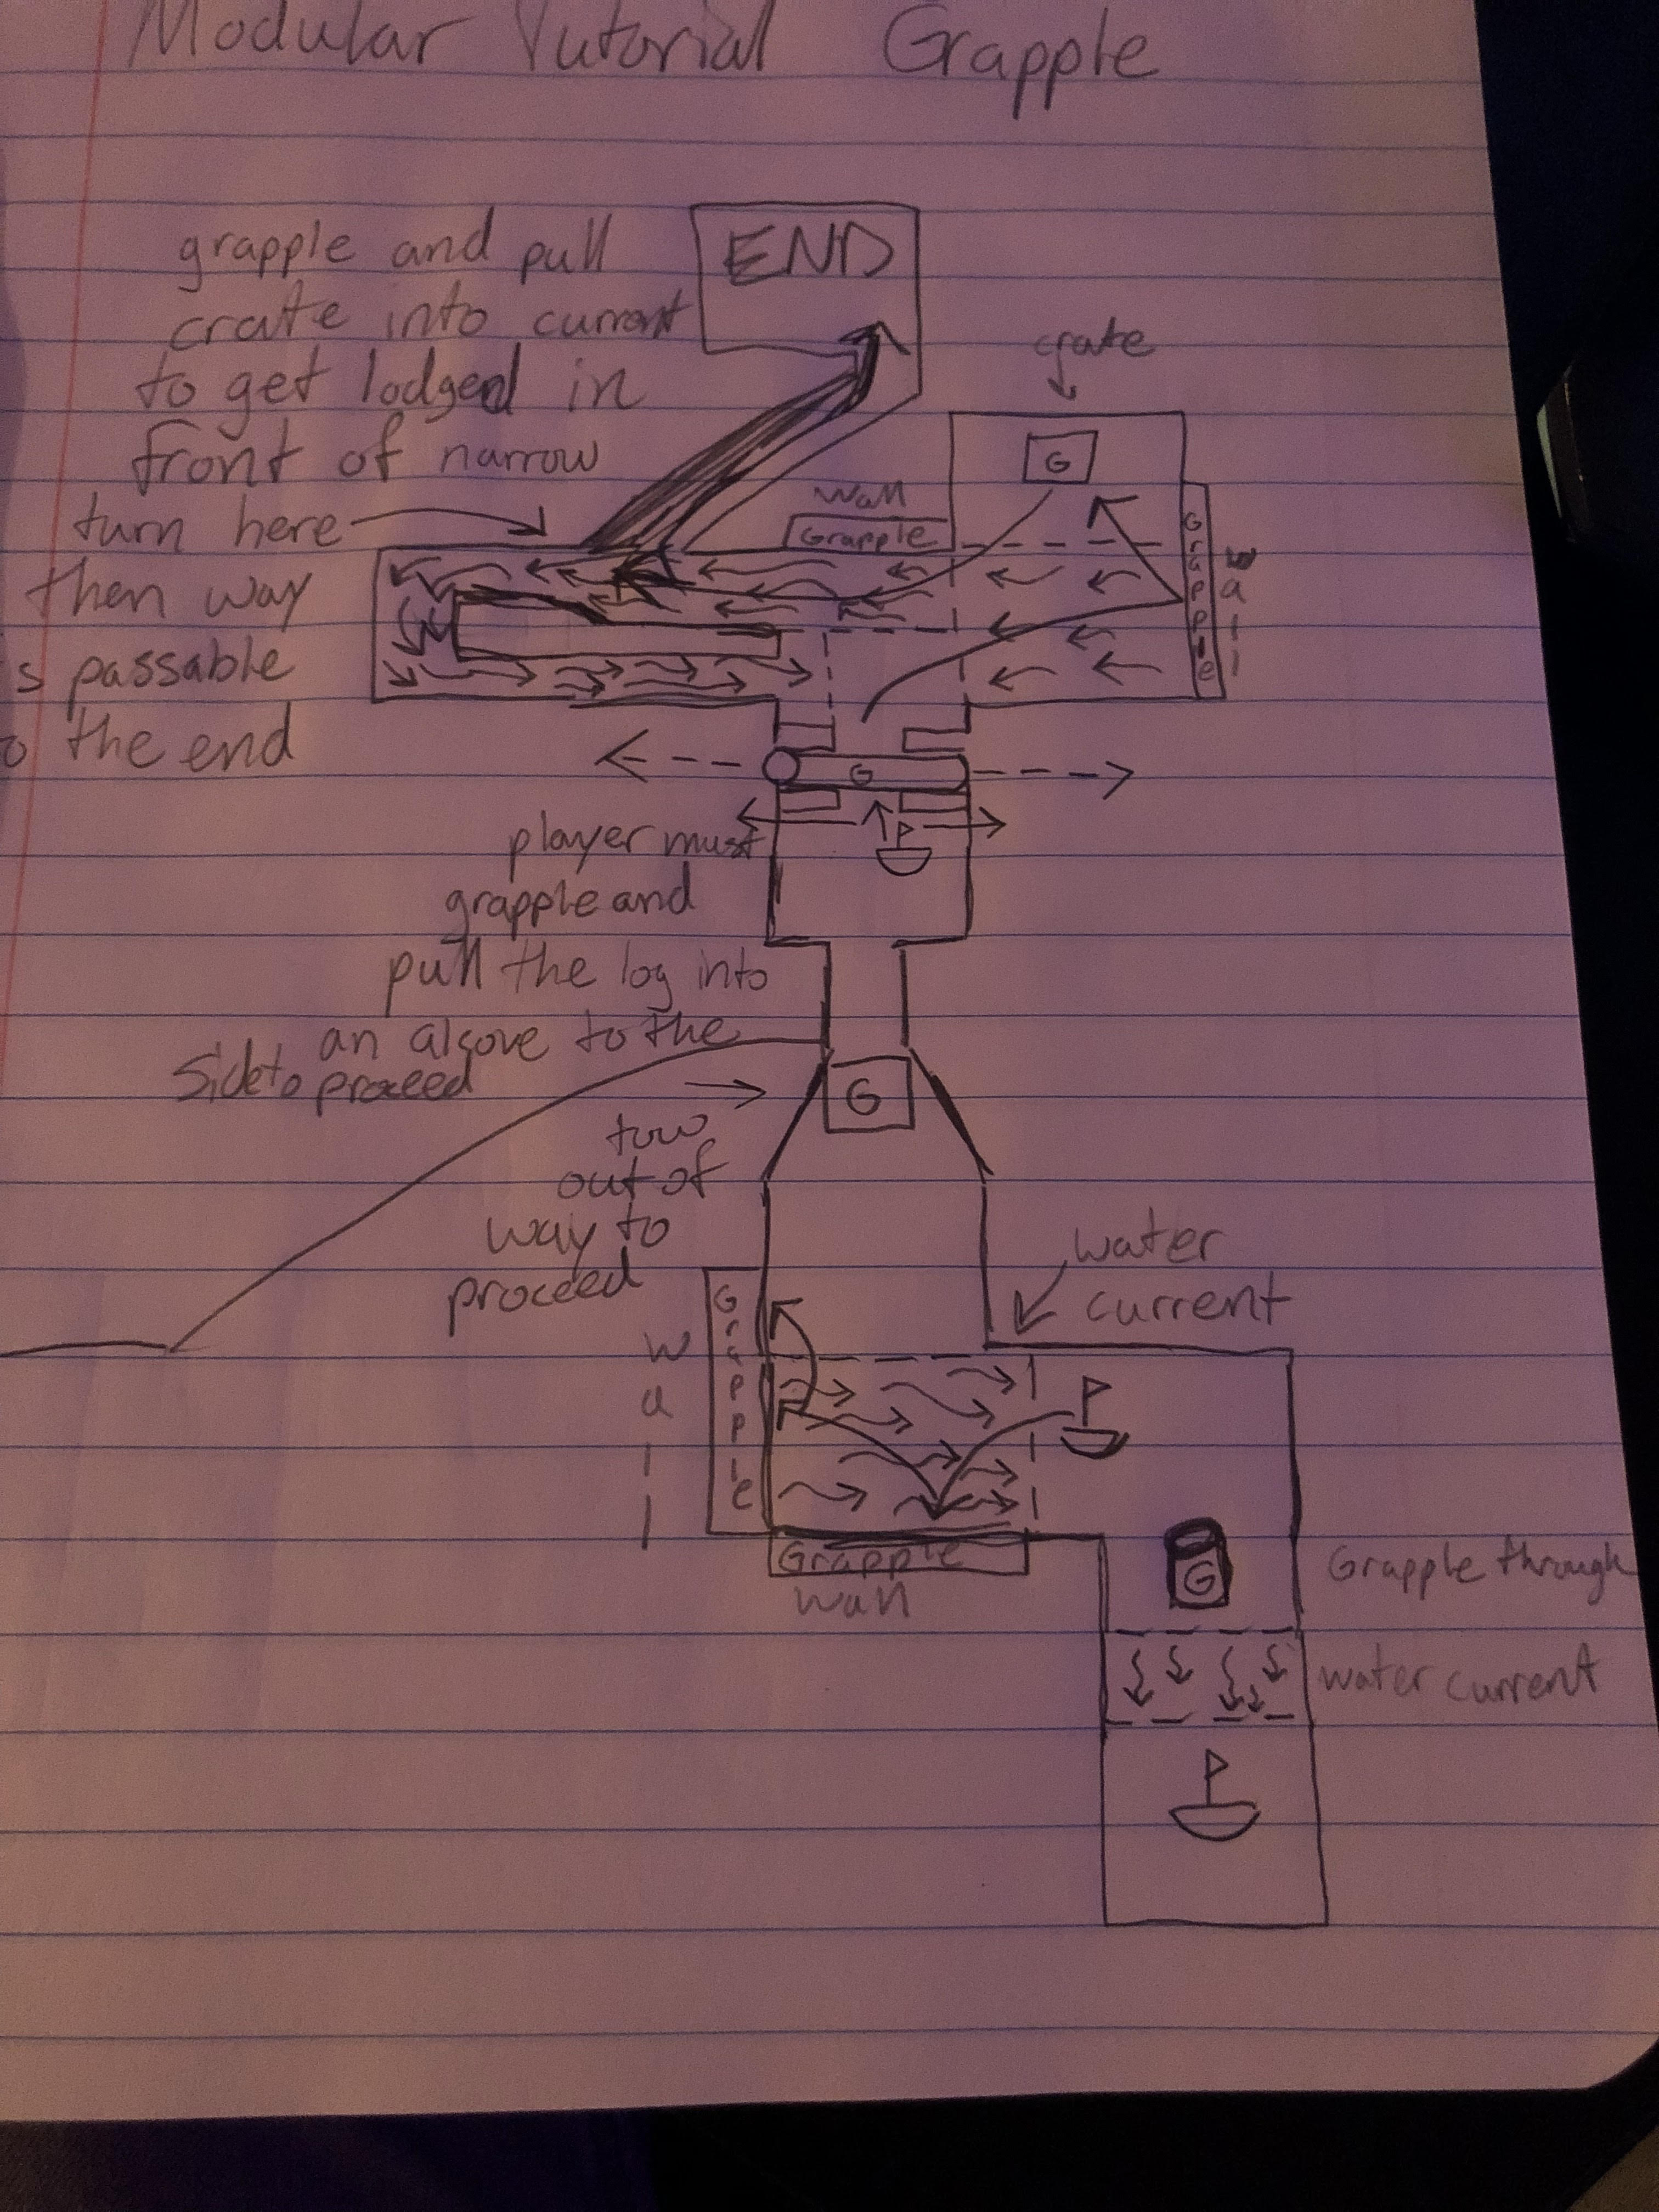 Modular Tutorial Grapple
END
grapple and pull
crate into current
to get lodged in
front of narrow
turn here
then way
s passable
o the end
crate
G
Wall
Grapple
Grapple
Wall
G
player must
grapple and
pull the log into
an alcove to the
side to proceed
G
tow
out of
way to
proceed
water
current
Grapple
Wall
Grapple
Wall
G
Grapple through
water current